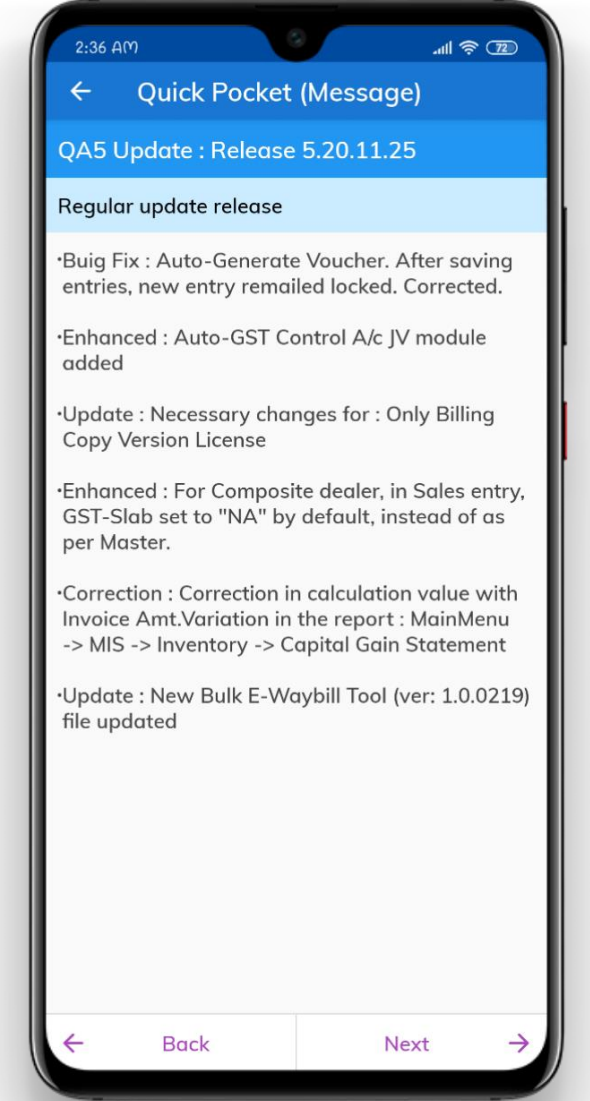 2:36 AM
72
Quick Pocket (Message)
QA5 Update : Release 5.20.11.25
Regular update release
·Buig Fix : Auto-Generate Voucher. After saving
entries, new entry remailed locked. Corrected.
·Enhanced : Auto-GST Control A/c JV module
added
·Update : Necessary changes for : Only Billing
Copy Version License
·Enhanced : For Composite dealer, in Sales entry,
GST-Slab set to "NA" by default, instead of as
per Master.
·Correction : Correction in calculation value with
Invoice Amt.Variation in the report : MainMenu
-> MIS -> Inventory -> Capital Gain Statement
·Update : New Bulk E-Waybill Tool (ver: 1.0.0219)
file updated
Back
Next